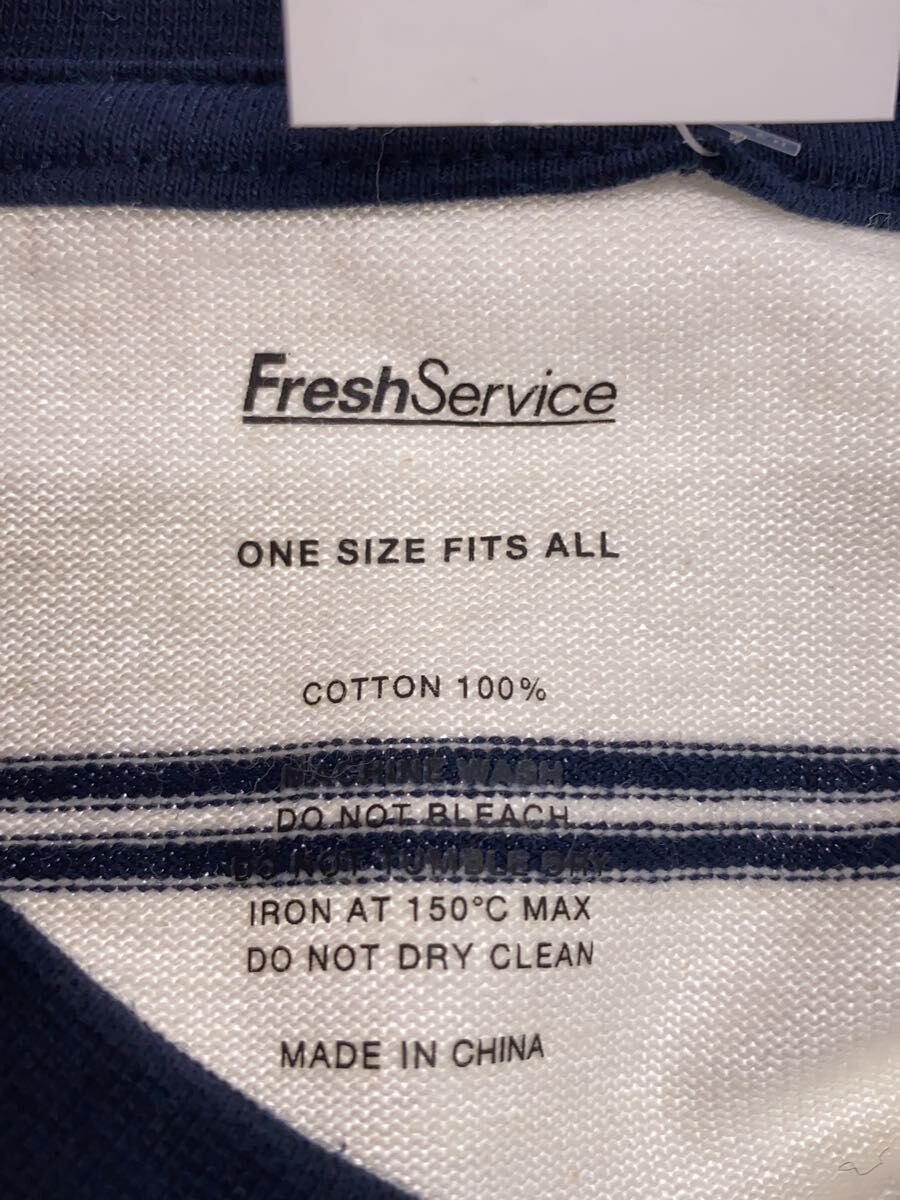 FreshService
ONE SIZE FITS ALL
COTTON 100%
MACHINE WASH
DO NOT BLEACH
DO NOT TUMBLE DRY
IRON AT 150°C MAX
DO NOT DRY CLEAN
MADE IN CHINA